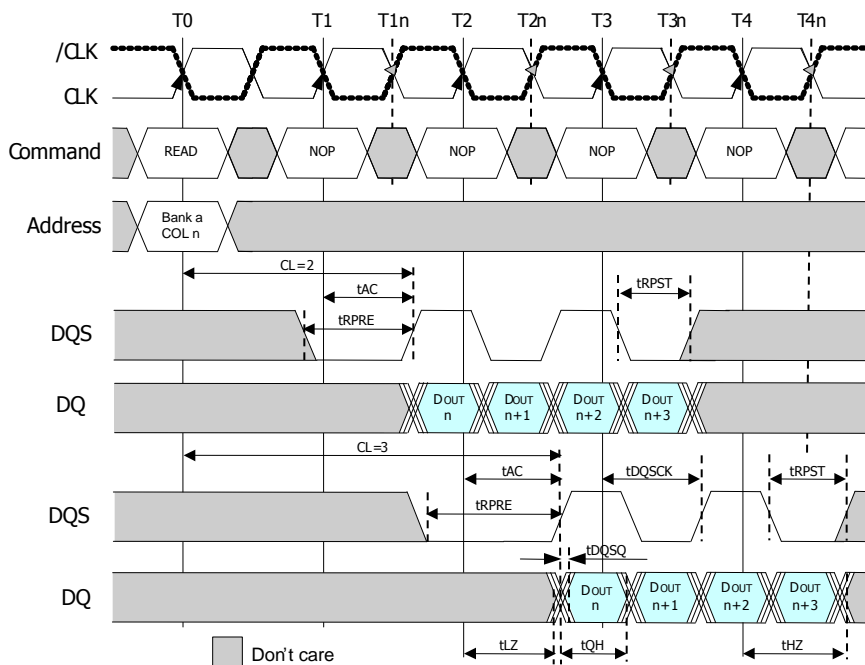 T0 T1 T1n T2 T2n T3 T3n T4 T4n
/CLK
CLK
Command READ NOP NOP NOP NOP
Address Bank a
COL n
CL=2
tAC
tRPRE
tRPST
DQS
DQ DOUT n DOUT n+1 DOUT n+2 DOUT n+3
CL=3
tAC tDQSCK tRPST
tRPRE
DQS
tDQSQ
DQ DOUT n DOUT n+1 DOUT n+2 DOUT n+3
tLZ tQH tHZ
Don't care